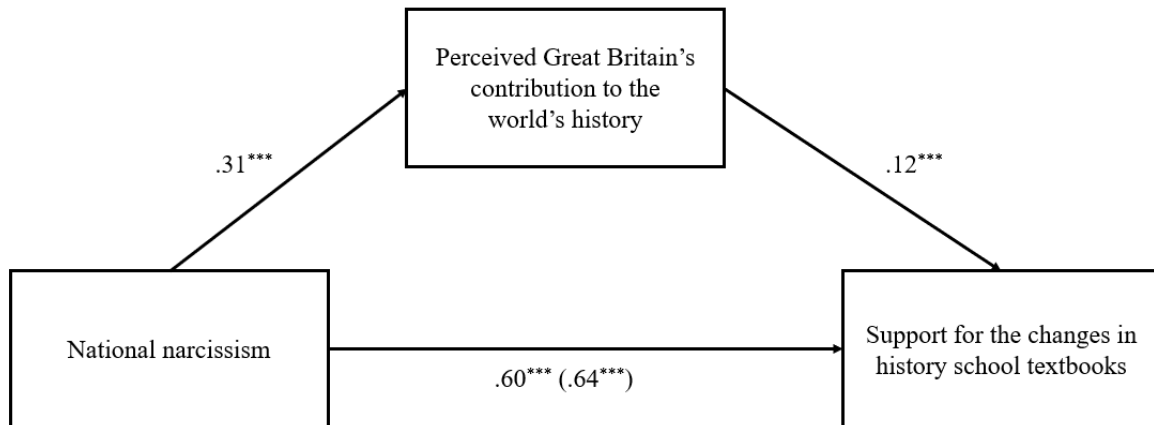 Perceived Great Britain’s
contribution to the
world’s history
.31***
.12***
National narcissism
Support for the changes in
history school textbooks
.60*** (.64***)